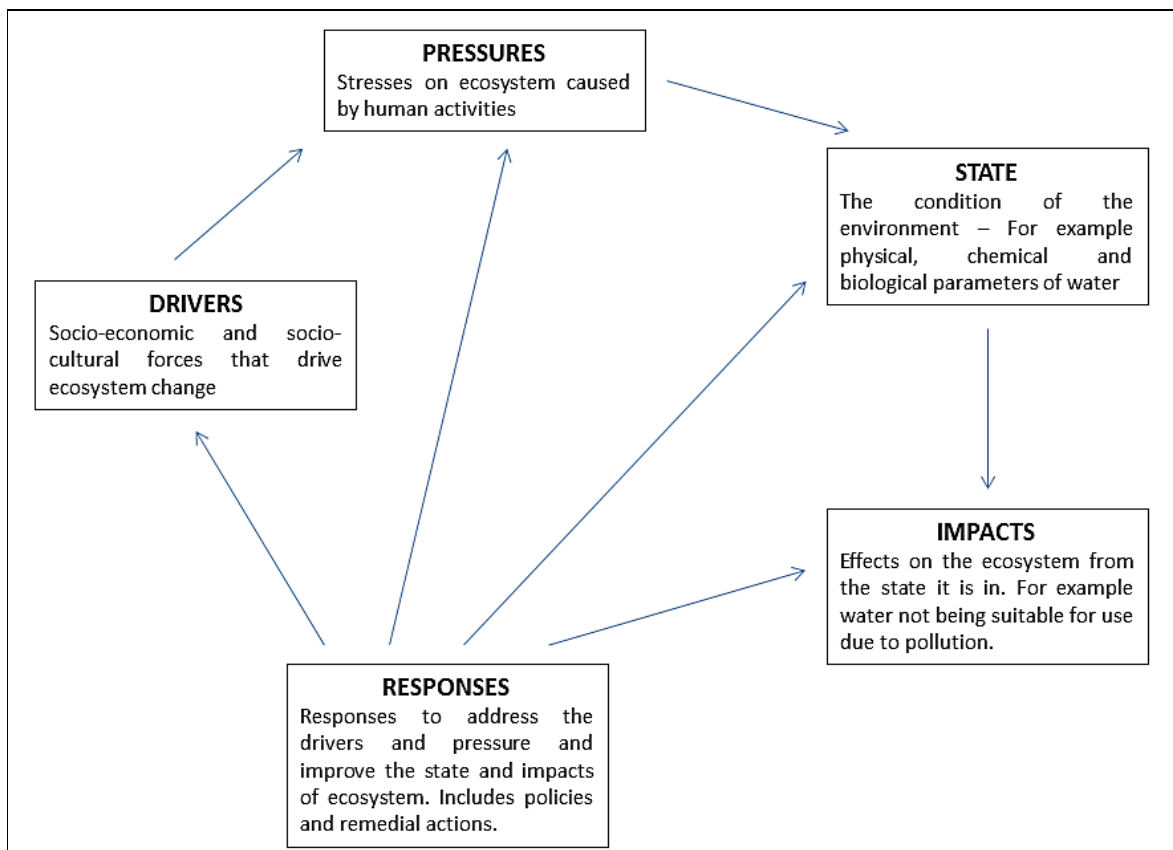 PRESSURES
Stresses on ecosystem caused
by human activities
STATE
The condition of the
environment – For example
physical, chemical and
biological parameters of water
DRIVERS
Socio-economic and socio-
cultural forces that drive
ecosystem change
IMPACTS
Effects on the ecosystem from
the state it is in. For example
water not being suitable for use
due to pollution.
RESPONSES
Responses to address the
drivers and pressure and
improve the state and impacts
of ecosystem. Includes policies
and remedial actions.